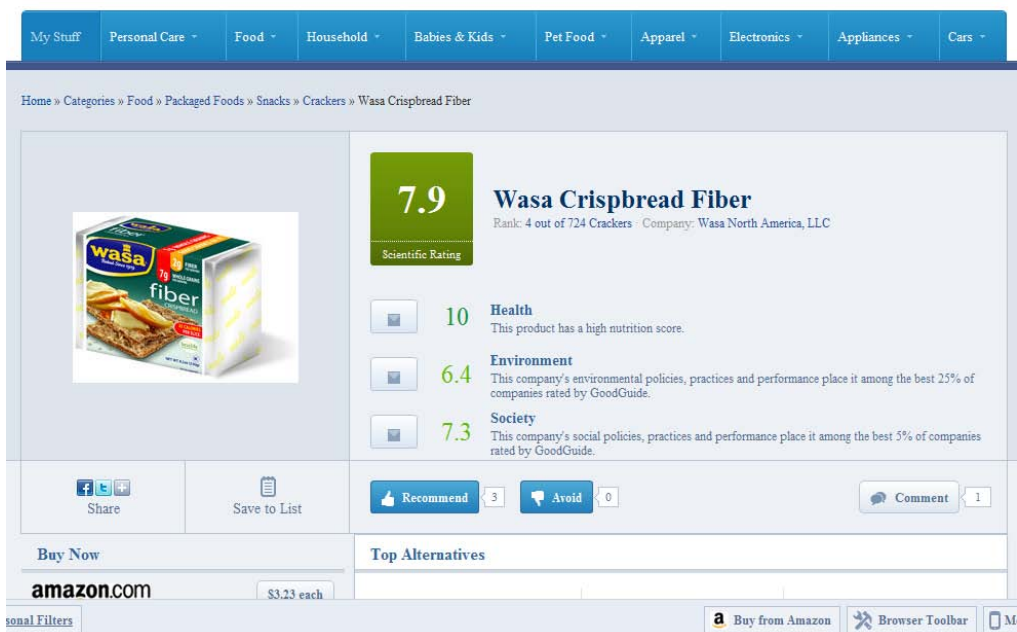 My Stuff Personal Care Food Household Babies & Kids Pet Food Apparel Electronics Appliances Cars
Home » Categories » Food » Packaged Foods » Snacks » Crackers » Wasa Crispbread Fiber
7.9
Scientific Rating
Wasa Crispbread Fiber
Rank: 4 out of 724 Crackers · Company: Wasa North America, LLC
wasa
fiber
CRISPBREAD
7g
10 Health
This product has a high nutrition score.
6.4 Environment
This company's environmental policies, practices and performance place it among the best 25% of
companies rated by GoodGuide.
7.3 Society
This company's social policies, practices and performance place it among the best 5% of companies
rated by GoodGuide.
Share
Save to List
Recommend 3
Avoid 0
Comment 1
Buy Now
Top Alternatives
amazon.com
$3.23 each
sonal Filters
Buy from Amazon
Browser Toolbar